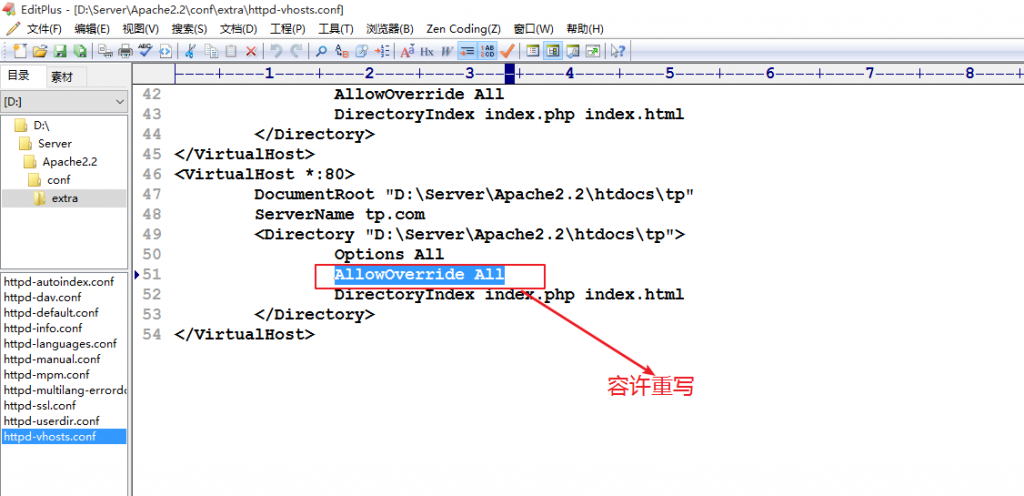 EditPlus - [D:\Server\Apache2.2\conf\extra\httpd-vhosts.conf]
文件(F) 编辑(E) 视图(V) 搜索(S) 文档(D) 工程(P) 工具(T) 浏览器(B) Zen Coding(Z) 窗口(W) 帮助(H)
目录 素材
[D:]
D:\
Server
Apache2.2
conf
extra
httpd-autoindex.conf
httpd-dav.conf
httpd-default.conf
httpd-info.conf
httpd-languages.conf
httpd-manual.conf
httpd-mpm.conf
httpd-multilang-errordo
httpd-ssl.conf
httpd-userdir.conf
httpd-vhosts.conf
----+----1----+----2----+----3----+----4----+----5----+----6----+----7----+----8----+
42 AllowOverride All
43 DirectoryIndex index.php index.html
44 </Directory>
45 </VirtualHost>
46 <VirtualHost *:80>
47 DocumentRoot "D:\Server\Apache2.2\htdocs\tp"
48 ServerName tp.com
49 <Directory "D:\Server\Apache2.2\htdocs\tp">
50 Options All
51 AllowOverride All
52 DirectoryIndex index.php index.html
53 </Directory>
54 </VirtualHost>
容许重写